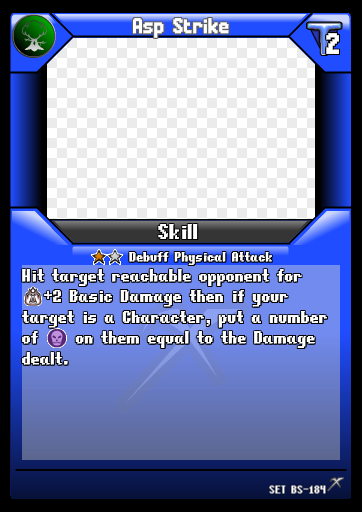 Asp Strike
2
Skill
Debuff Physical Attack
Hit target reachable opponent for
+2 Basic Damage then if your
target is a Character, put a number
of on them equal to the Damage
dealt.
SET BS-184